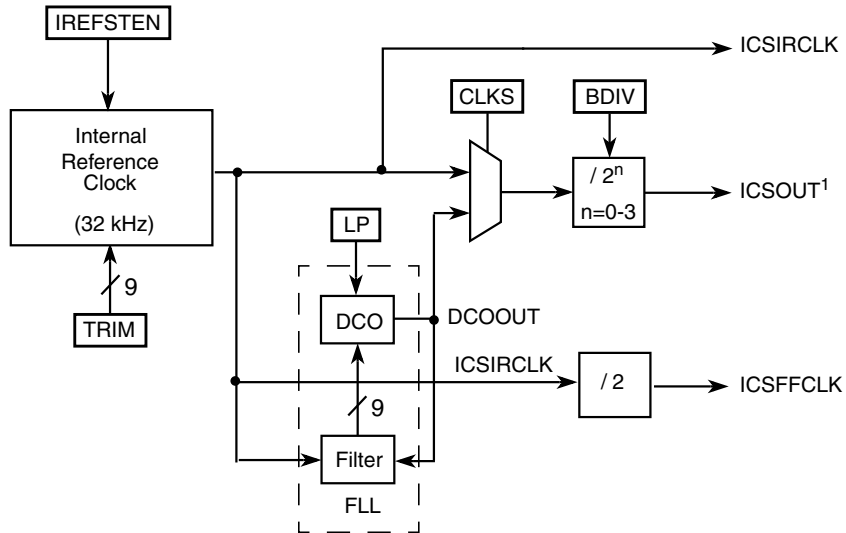 IREFSTEN
ICSIRCLK
CLKS
BDIV
Internal
Reference
Clock
(32 kHz)
/ 2n
n=0-3
ICSOUT1
LP
9
TRIM
DCO
DCOOUT
ICSIRCLK
/ 2
ICSFFCLK
9
Filter
FLL